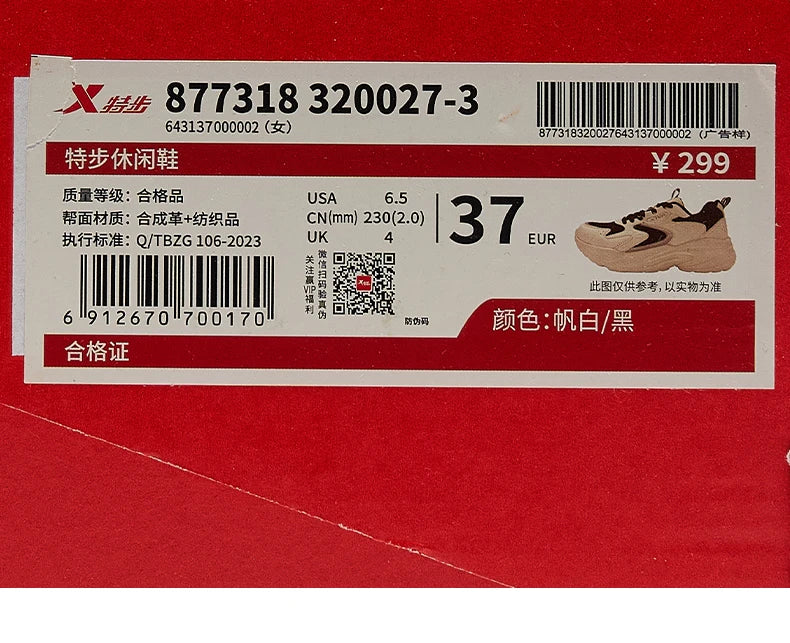 X 特步 877318 320027-3
643137000002 (女)
877318320027643137000002 (广告样)
特步休闲鞋 ¥ 299
质量等级：合格品
帮面材质：合成革+纺织品
执行标准：Q/TBZG 106-2023
USA 6.5
CN(mm) 230(2.0)
UK 4
37 EUR
微信扫码验真伪
关注赢VIP福利
防伪码
此图仅供参考，以实物为准
6 912670 700170
颜色：帆白/黑
合格证